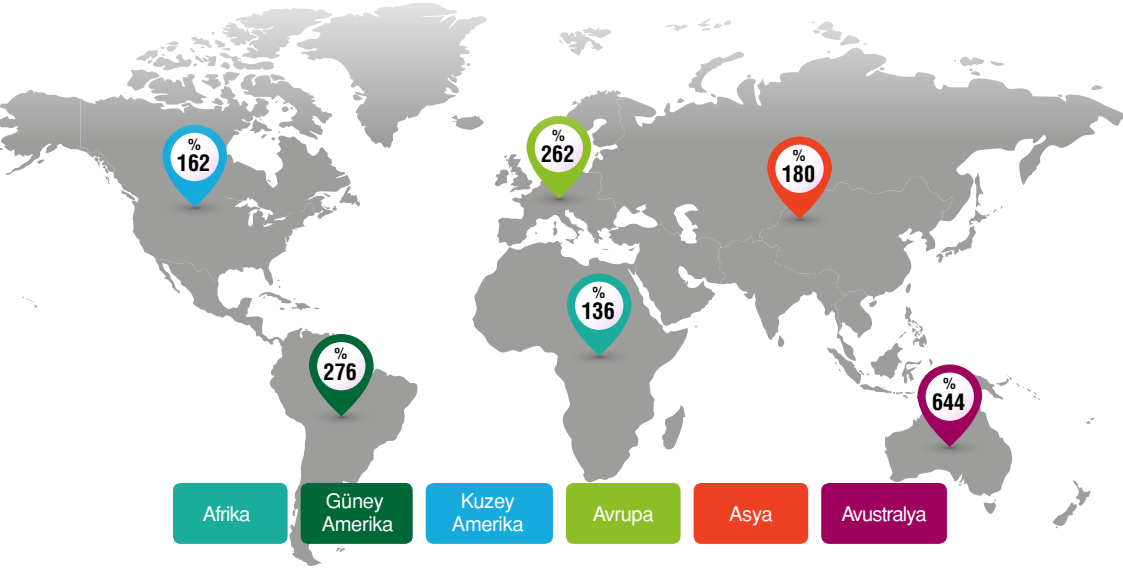 %
162
%
262
%
180
%
136
%
276
%
644
Afrika
Güney
Amerika
Kuzey
Amerika
Avrupa
Asya
Avustralya